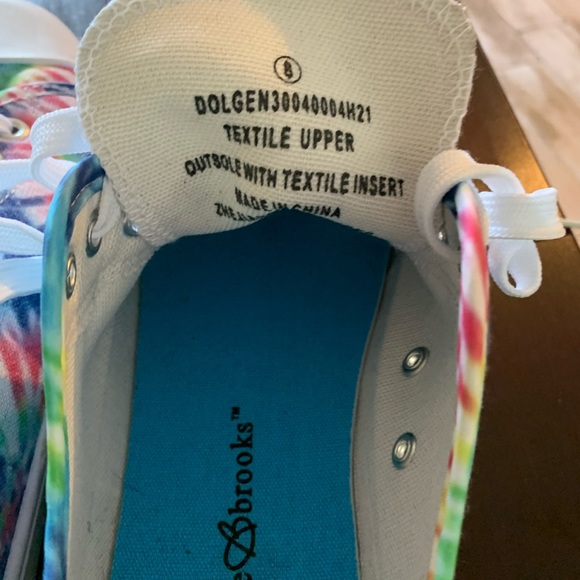 8
DOLGEN30040004H21
TEXTILE UPPER
OUTSOLE WITH TEXTILE INSERT
MADE IN CHINA
brooks™